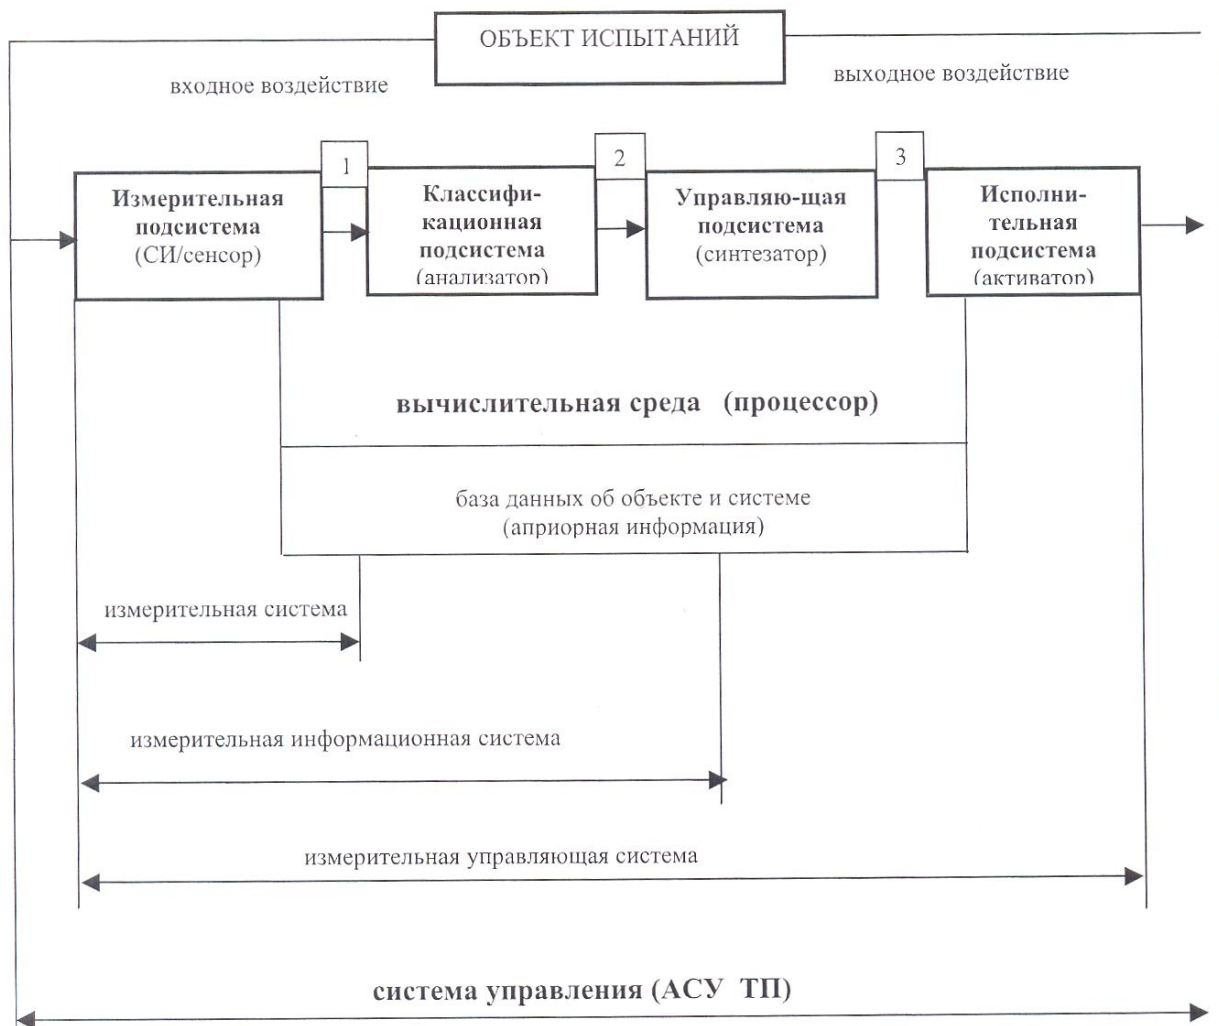 ОБЪЕКТ ИСПЫТАНИЙ
входное воздействие
выходное воздействие
1
2
3
Измерительная
подсистема
(СИ/сенсор)
Классифи-
кационная
подсистема
(анализатор)
Управляю-щая
подсистема
(синтезатор)
Исполни-
тельная
подсистема
(активатор)
вычислительная среда (процессор)
база данных об объекте и системе
(априорная информация)
измерительная система
измерительная информационная система
измерительная управляющая система
система управления (АСУ ТП)